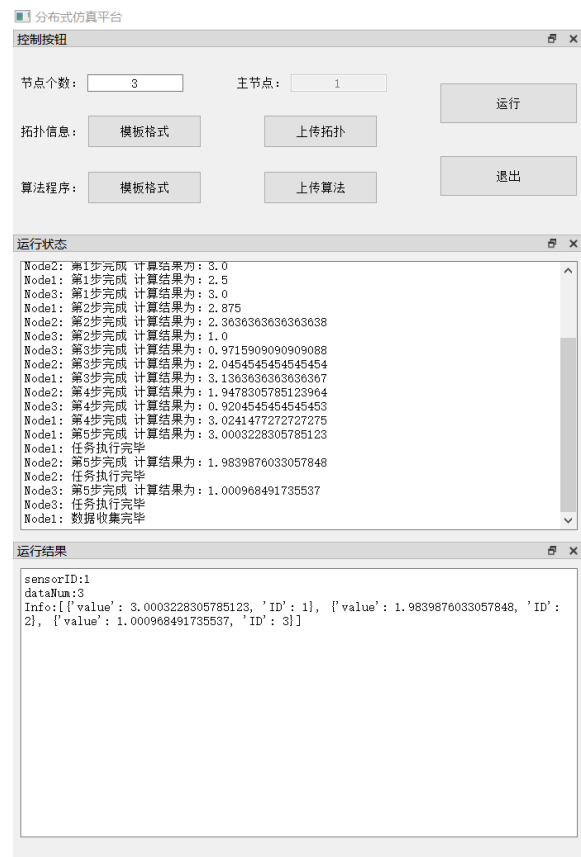 分布式仿真平台
控制按钮
节点个数： 3 主节点： 1
运行
拓扑信息： 模板格式 上传拓扑
算法程序： 模板格式 上传算法
退出
运行状态
Node2: 第1步完成 计算结果为：3.0
Node1: 第1步完成 计算结果为：2.5
Node3: 第1步完成 计算结果为：3.0
Node1: 第2步完成 计算结果为：2.875
Node2: 第2步完成 计算结果为：2.3636363636363638
Node3: 第2步完成 计算结果为：1.0
Node3: 第3步完成 计算结果为：0.9715909090909088
Node2: 第3步完成 计算结果为：2.0454545454545454
Node1: 第3步完成 计算结果为：3.1363636363636367
Node2: 第4步完成 计算结果为：1.9478305785123964
Node3: 第4步完成 计算结果为：0.9204545454545453
Node1: 第4步完成 计算结果为：3.0241477272727275
Node1: 第5步完成 计算结果为：3.0003228305785123
Node1: 任务执行完毕
Node2: 第5步完成 计算结果为：1.9839876033057848
Node2: 任务执行完毕
Node3: 第5步完成 计算结果为：1.000968491735537
Node3: 任务执行完毕
Node1: 数据收集完毕
运行结果
sensorID:1
dataNum:3
Info:[{'value': 3.0003228305785123, 'ID': 1}, {'value': 1.9839876033057848, 'ID':
2}, {'value': 1.000968491735537, 'ID': 3}]